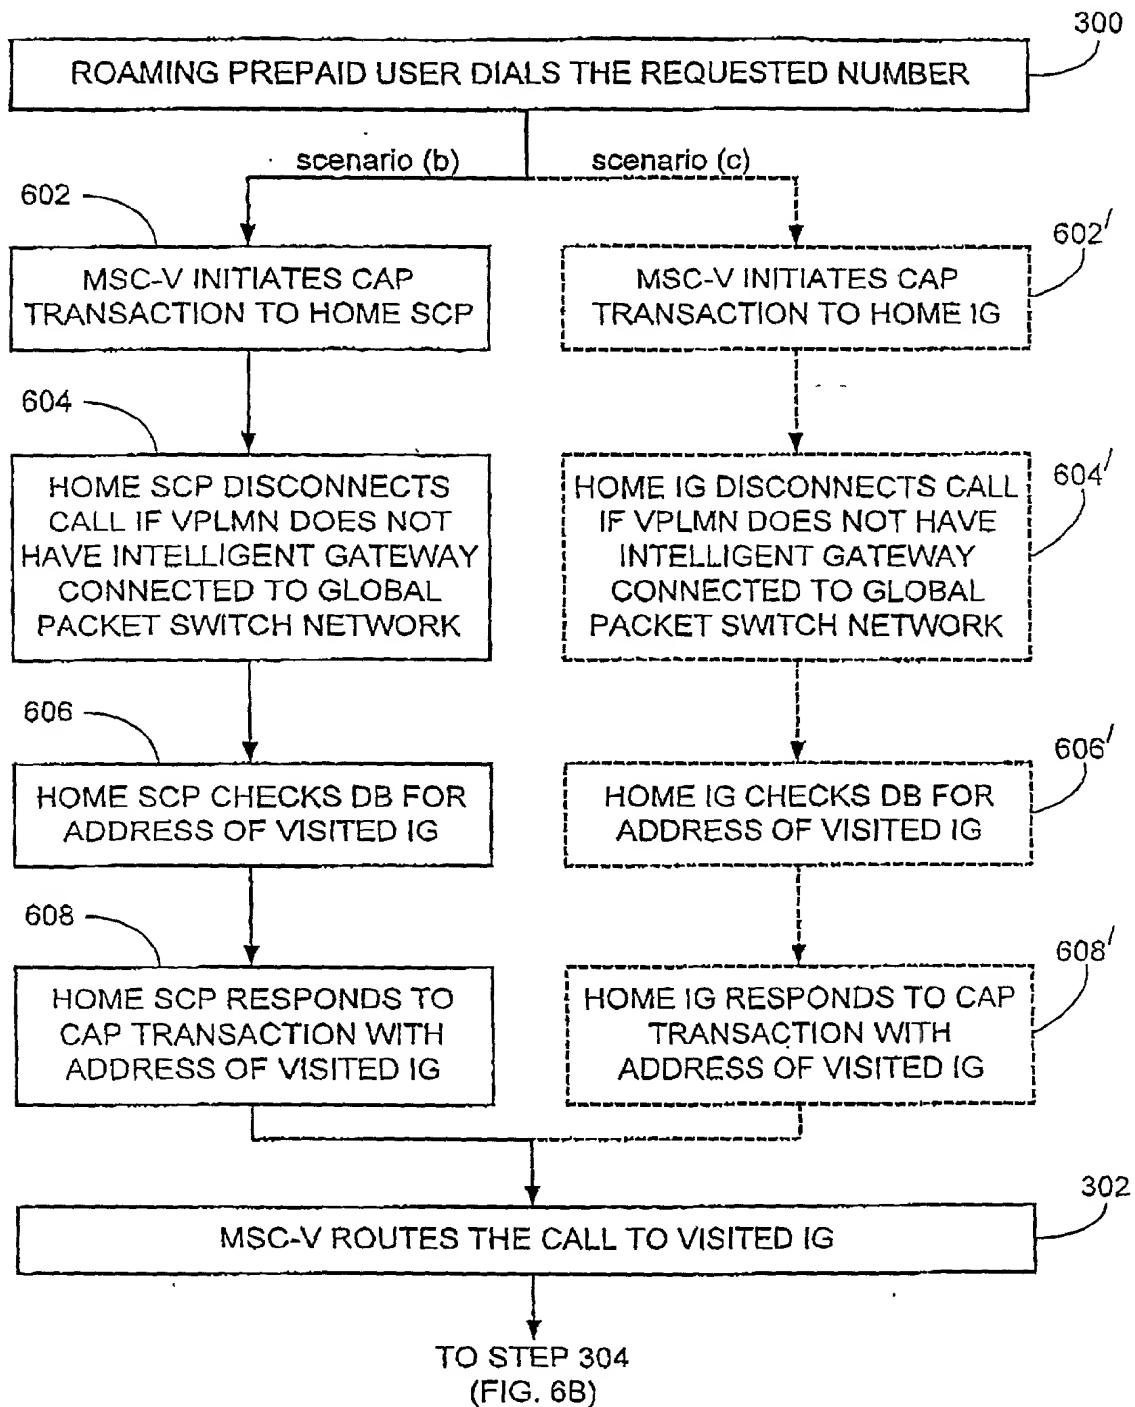 300
ROAMING PREPAID USER DIALS THE REQUESTED NUMBER
scenario (b)
scenario (c)
602
MSC-V INITIATES CAP
TRANSACTION TO HOME SCP
602'
MSC-V INITIATES CAP
TRANSACTION TO HOME IG
604
HOME SCP DISCONNECTS
CALL IF VPLMN DOES NOT
HAVE INTELLIGENT GATEWAY
CONNECTED TO GLOBAL
PACKET SWITCH NETWORK
604'
HOME IG DISCONNECTS CALL
IF VPLMN DOES NOT HAVE
INTELLIGENT GATEWAY
CONNECTED TO GLOBAL
PACKET SWITCH NETWORK
606
HOME SCP CHECKS DB FOR
ADDRESS OF VISITED IG
606'
HOME IG CHECKS DB FOR
ADDRESS OF VISITED IG
608
HOME SCP RESPONDS TO
CAP TRANSACTION WITH
ADDRESS OF VISITED IG
608'
HOME IG RESPONDS TO CAP
TRANSACTION WITH
ADDRESS OF VISITED IG
302
MSC-V ROUTES THE CALL TO VISITED IG
TO STEP 304
(FIG. 6B)